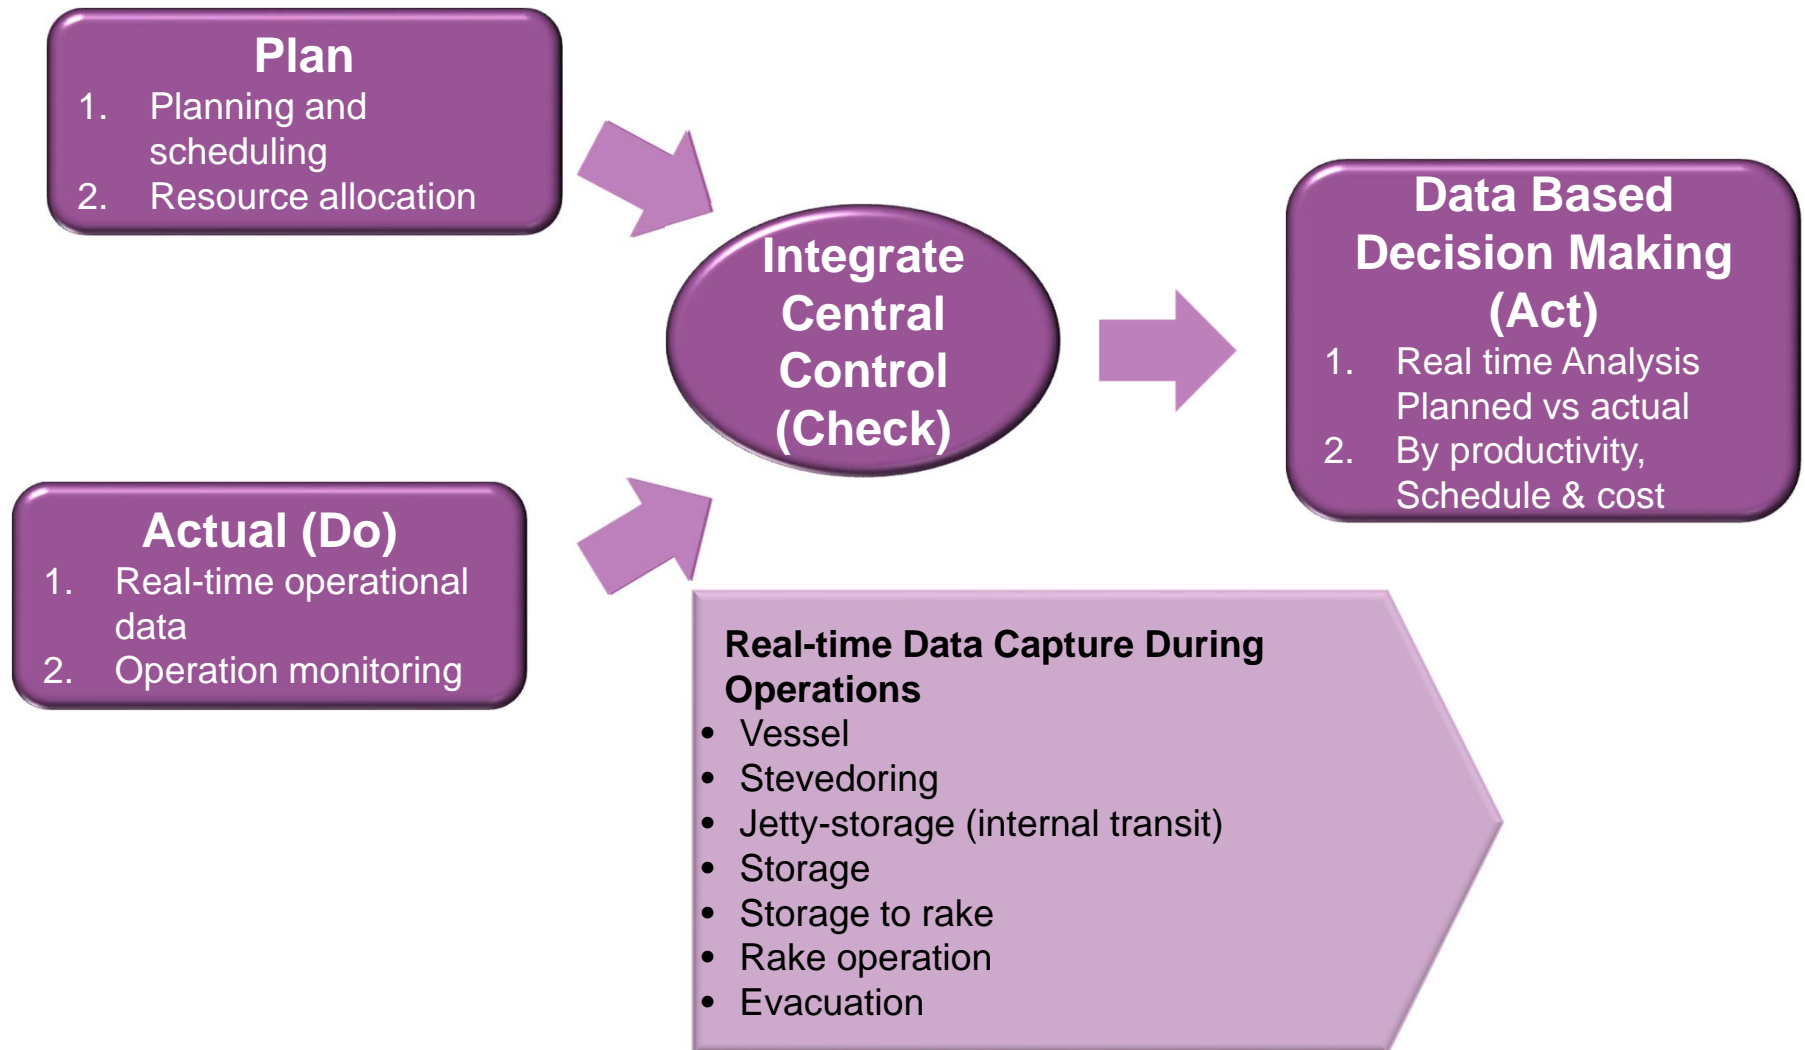 Plan
1. Planning and
scheduling
2. Resource allocation
Integrate
Central
Control
(Check)
Data Based
Decision Making
(Act)
1. Real time Analysis
Planned vs actual
2. By productivity,
Schedule & cost
Actual (Do)
1. Real-time operational
data
2. Operation monitoring
Real-time Data Capture During
Operations
• Vessel
• Stevedoring
• Jetty-storage (internal transit)
• Storage
• Storage to rake
• Rake operation
• Evacuation